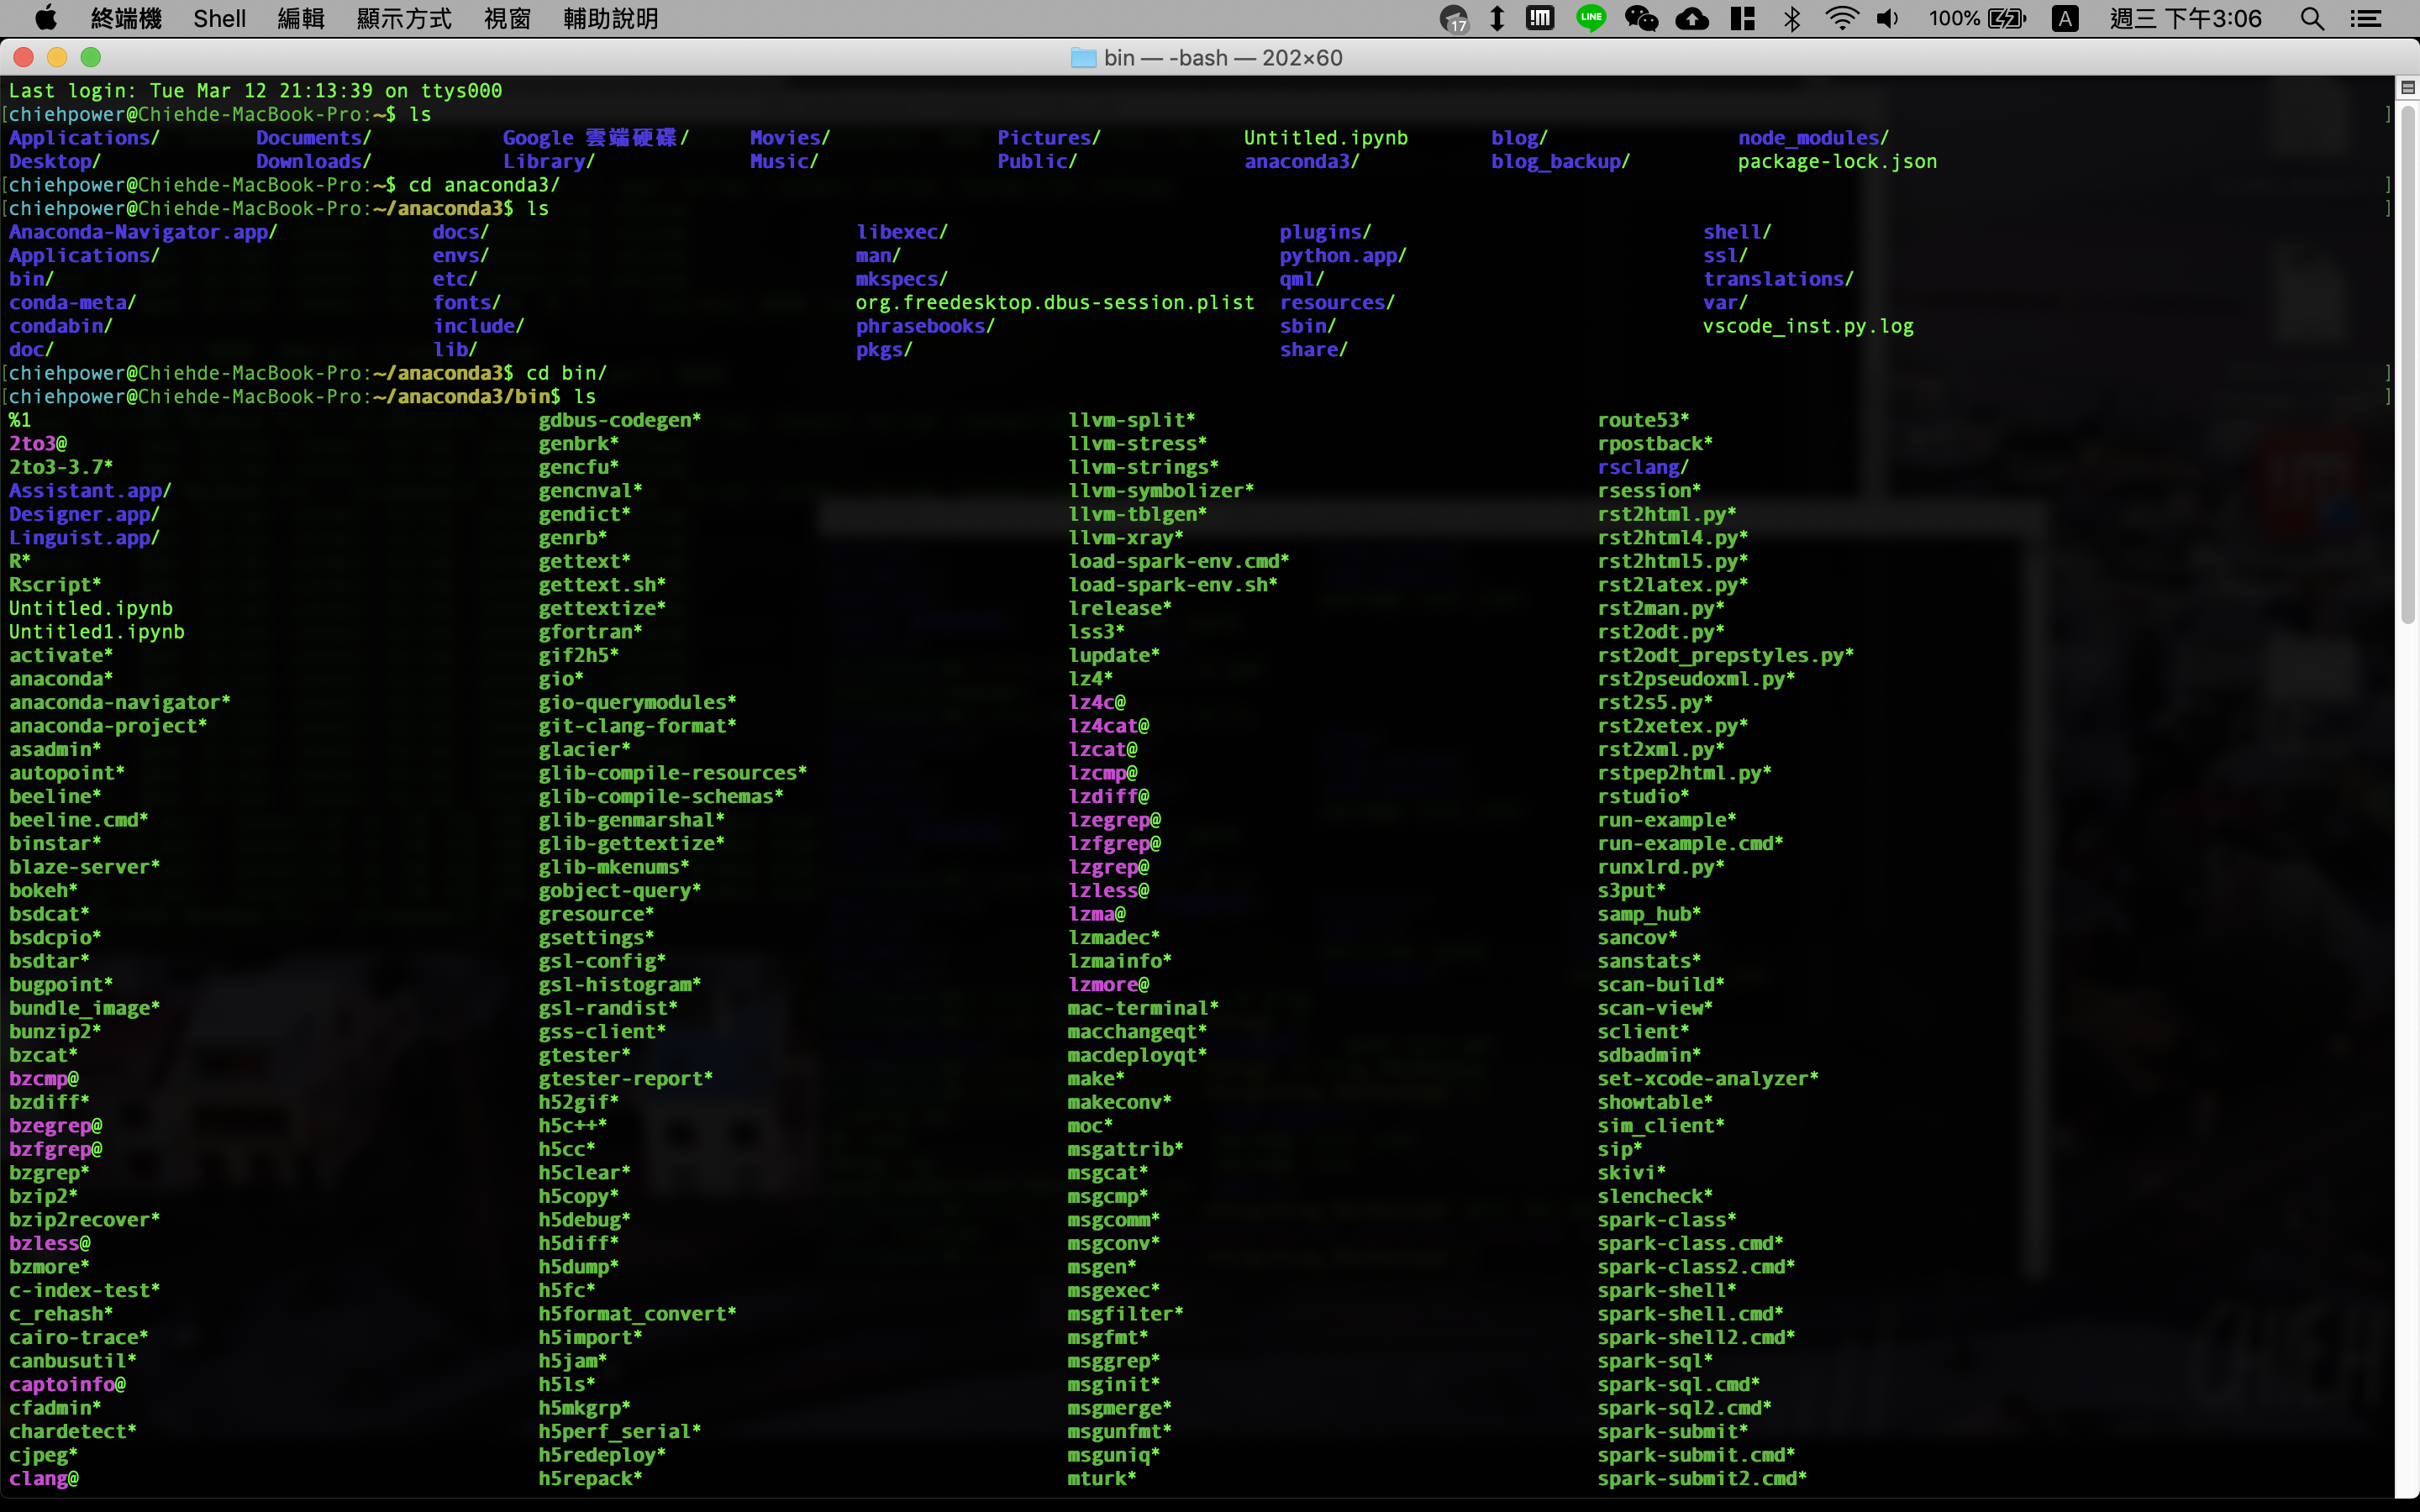 終端機 Shell 編輯 顯示方式 視窗 輔助說明 17 LINE 100% A 週三 下午3:06
bin — -bash — 202×60
Last login: Tue Mar 12 21:13:39 on ttys000
[chiehpower@Chiehde-MacBook-Pro:~$ ls ]
Applications/ Documents/ Google 雲端硬碟/ Movies/ Pictures/ Untitled.ipynb blog/ node_modules/
Desktop/ Downloads/ Library/ Music/ Public/ anaconda3/ blog_backup/ package-lock.json
[chiehpower@Chiehde-MacBook-Pro:~$ cd anaconda3/ ]
[chiehpower@Chiehde-MacBook-Pro:~/anaconda3$ ls ]
Anaconda-Navigator.app/ docs/ libexec/ plugins/ shell/
Applications/ envs/ man/ python.app/ ssl/
bin/ etc/ mkspecs/ qml/ translations/
conda-meta/ fonts/ org.freedesktop.dbus-session.plist resources/ var/
condabin/ include/ phrasebooks/ sbin/ vscode_inst.py.log
doc/ lib/ pkgs/ share/
[chiehpower@Chiehde-MacBook-Pro:~/anaconda3$ cd bin/ ]
[chiehpower@Chiehde-MacBook-Pro:~/anaconda3/bin$ ls ]
%1 gdbus-codegen* llvm-split* route53*
2to3@ genbrk* llvm-stress* rpostback*
2to3-3.7* gencfu* llvm-strings* rsclang/
Assistant.app/ gencnval* llvm-symbolizer* rsession*
Designer.app/ gendict* llvm-tblgen* rst2html.py*
Linguist.app/ genrb* llvm-xray* rst2html4.py*
R* gettext* load-spark-env.cmd* rst2html5.py*
Rscript* gettext.sh* load-spark-env.sh* rst2latex.py*
Untitled.ipynb gettextize* lrelease* rst2man.py*
Untitled1.ipynb gfortran* lss3* rst2odt.py*
activate* gif2h5* lupdate* rst2odt_prepstyles.py*
anaconda* gio* lz4* rst2pseudoxml.py*
anaconda-navigator* gio-querymodules* lz4c@ rst2s5.py*
anaconda-project* git-clang-format* lz4cat@ rst2xetex.py*
asadmin* glacier* lzcat@ rst2xml.py*
autopoint* glib-compile-resources* lzcmp@ rstpep2html.py*
beeline* glib-compile-schemas* lzdiff@ rstudio*
beeline.cmd* glib-genmarshal* lzegrep@ run-example*
binstar* glib-gettextize* lzfgrep@ run-example.cmd*
blaze-server* glib-mkenums* lzgrep@ runxlrd.py*
bokeh* gobject-query* lzless@ s3put*
bsdcat* gresource* lzma@ samp_hub*
bsdcpio* gsettings* lzmadec* sancov*
bsdtar* gsl-config* lzmainfo* sanstats*
bugpoint* gsl-histogram* lzmore@ scan-build*
bundle_image* gsl-randist* mac-terminal* scan-view*
bunzip2* gss-client* macchangeqt* sclient*
bzcat* gtester* macdeployqt* sdbadmin*
bzcmp@ gtester-report* make* set-xcode-analyzer*
bzdiff* h52gif* makeconv* showtable*
bzegrep@ h5c++* moc* sim_client*
bzfgrep@ h5cc* msgattrib* sip*
bzgrep* h5clear* msgcat* skivi*
bzip2* h5copy* msgcmp* slencheck*
bzip2recover* h5debug* msgcomm* spark-class*
bzless@ h5diff* msgconv* spark-class.cmd*
bzmore* h5dump* msgen* spark-class2.cmd*
c-index-test* h5fc* msgexec* spark-shell*
c_rehash* h5format_convert* msgfilter* spark-shell.cmd*
cairo-trace* h5import* msgfmt* spark-shell2.cmd*
canbusutil* h5jam* msggrep* spark-sql*
captoinfo@ h5ls* msginit* spark-sql.cmd*
cfadmin* h5mkgrp* msgmerge* spark-sql2.cmd*
chardetect* h5perf_serial* msgunfmt* spark-submit*
cjpeg* h5redeploy* msguniq* spark-submit.cmd*
clang@ h5repack* mturk* spark-submit2.cmd*